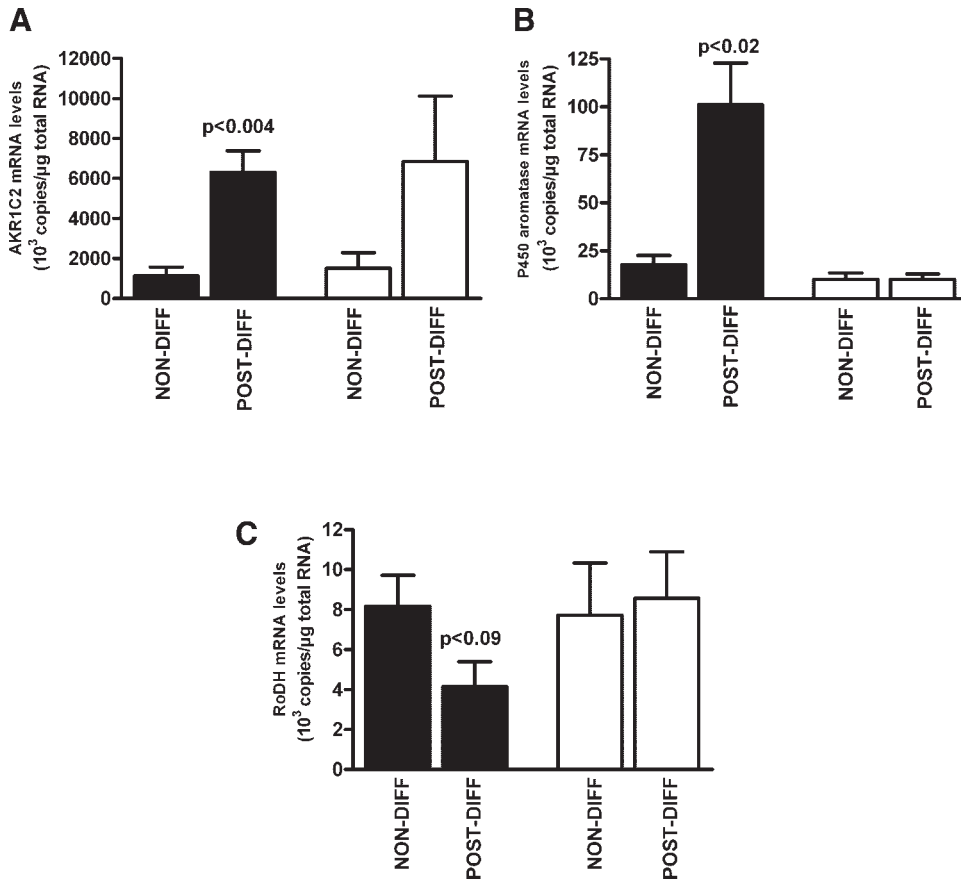 A
AKR1C2 mRNA levels
(10³ copies/µg total RNA)
12000
10000
8000
6000
4000
2000
0
p<0.004
NON-DIFF
POST-DIFF
NON-DIFF
POST-DIFF
B
P450 aromatase mRNA levels
(10³ copies/µg total RNA)
125
100
75
50
25
0
p<0.02
NON-DIFF
POST-DIFF
NON-DIFF
POST-DIFF
C
RoDH mRNA levels
(10³ copies/µg total RNA)
12
10
8
6
4
2
0
p<0.09
NON-DIFF
POST-DIFF
NON-DIFF
POST-DIFF